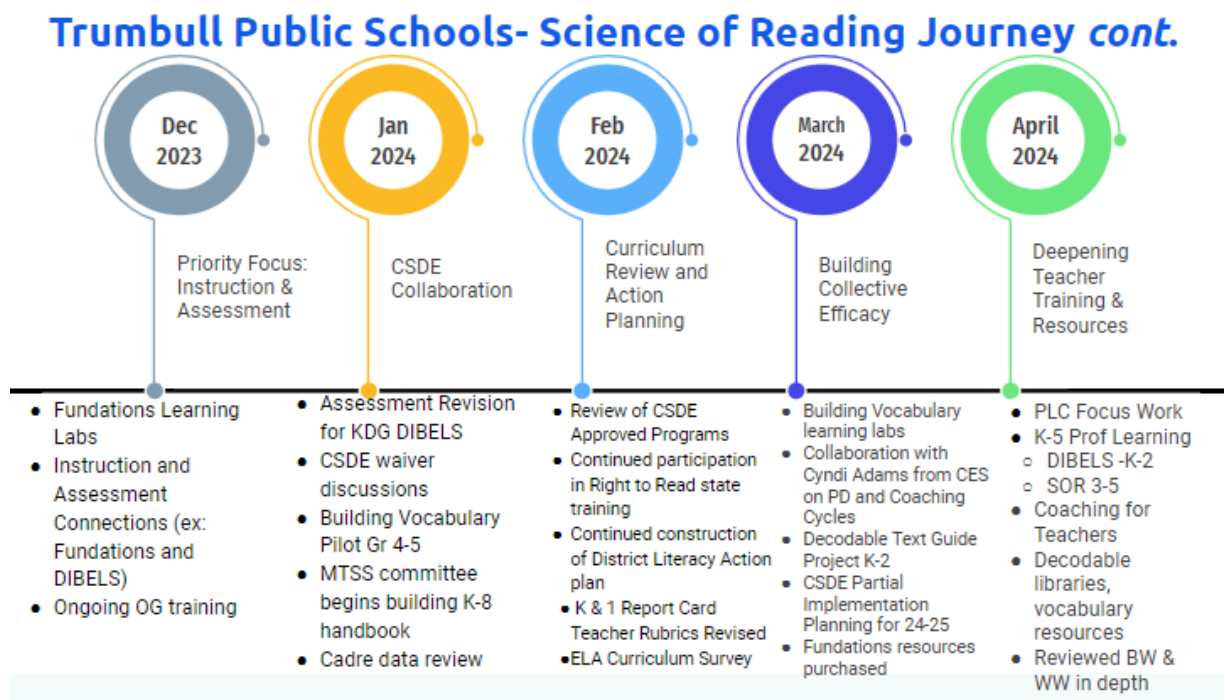 Trumbull Public Schools- Science of Reading Journey cont.
Dec
2023
Priority Focus:
Instruction &
Assessment
● Fundations Learning
Labs
● Instruction and
Assessment
Connections (ex:
Fundations and
DIBELS)
● Ongoing OG training
Jan
2024
CSDE
Collaboration
● Assessment Revision
for KDG DIBELS
● CSDE waiver
discussions
● Building Vocabulary
Pilot Gr 4-5
● MTSS committee
begins building K-8
handbook
● Cadre data review
Feb
2024
Curriculum
Review and
Action
Planning
● Review of CSDE
Approved Programs
● Continued participation
in Right to Read state
training
● Continued construction
of District Literacy Action
plan
● K & 1 Report Card
Teacher Rubrics Revised
●ELA Curriculum Survey
March
2024
Building
Collective
Efficacy
● Building Vocabulary
learning labs
● Collaboration with
Cyndi Adams from CES
on PD and Coaching
Cycles
● Decodable Text Guide
Project K-2
● CSDE Partial
Implementation
Planning for 24-25
● Fundations resources
purchased
April
2024
Deepening
Teacher
Training &
Resources
● PLC Focus Work
● K-5 Prof Learning
○ DIBELS -K-2
○ SOR 3-5
● Coaching for
Teachers
● Decodable
libraries,
vocabulary
resources
● Reviewed BW &
WW in depth